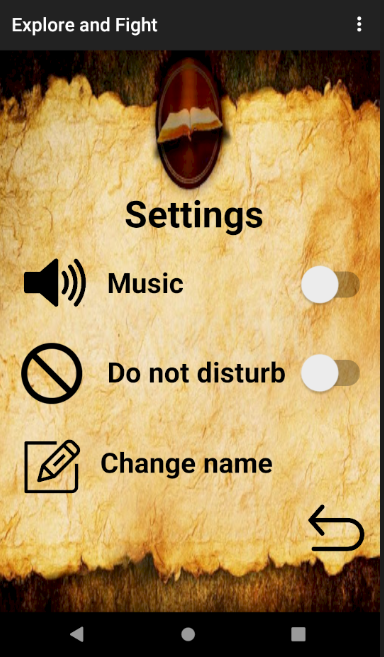 Explore and Fight
Settings
Music
Do not disturb
Change name